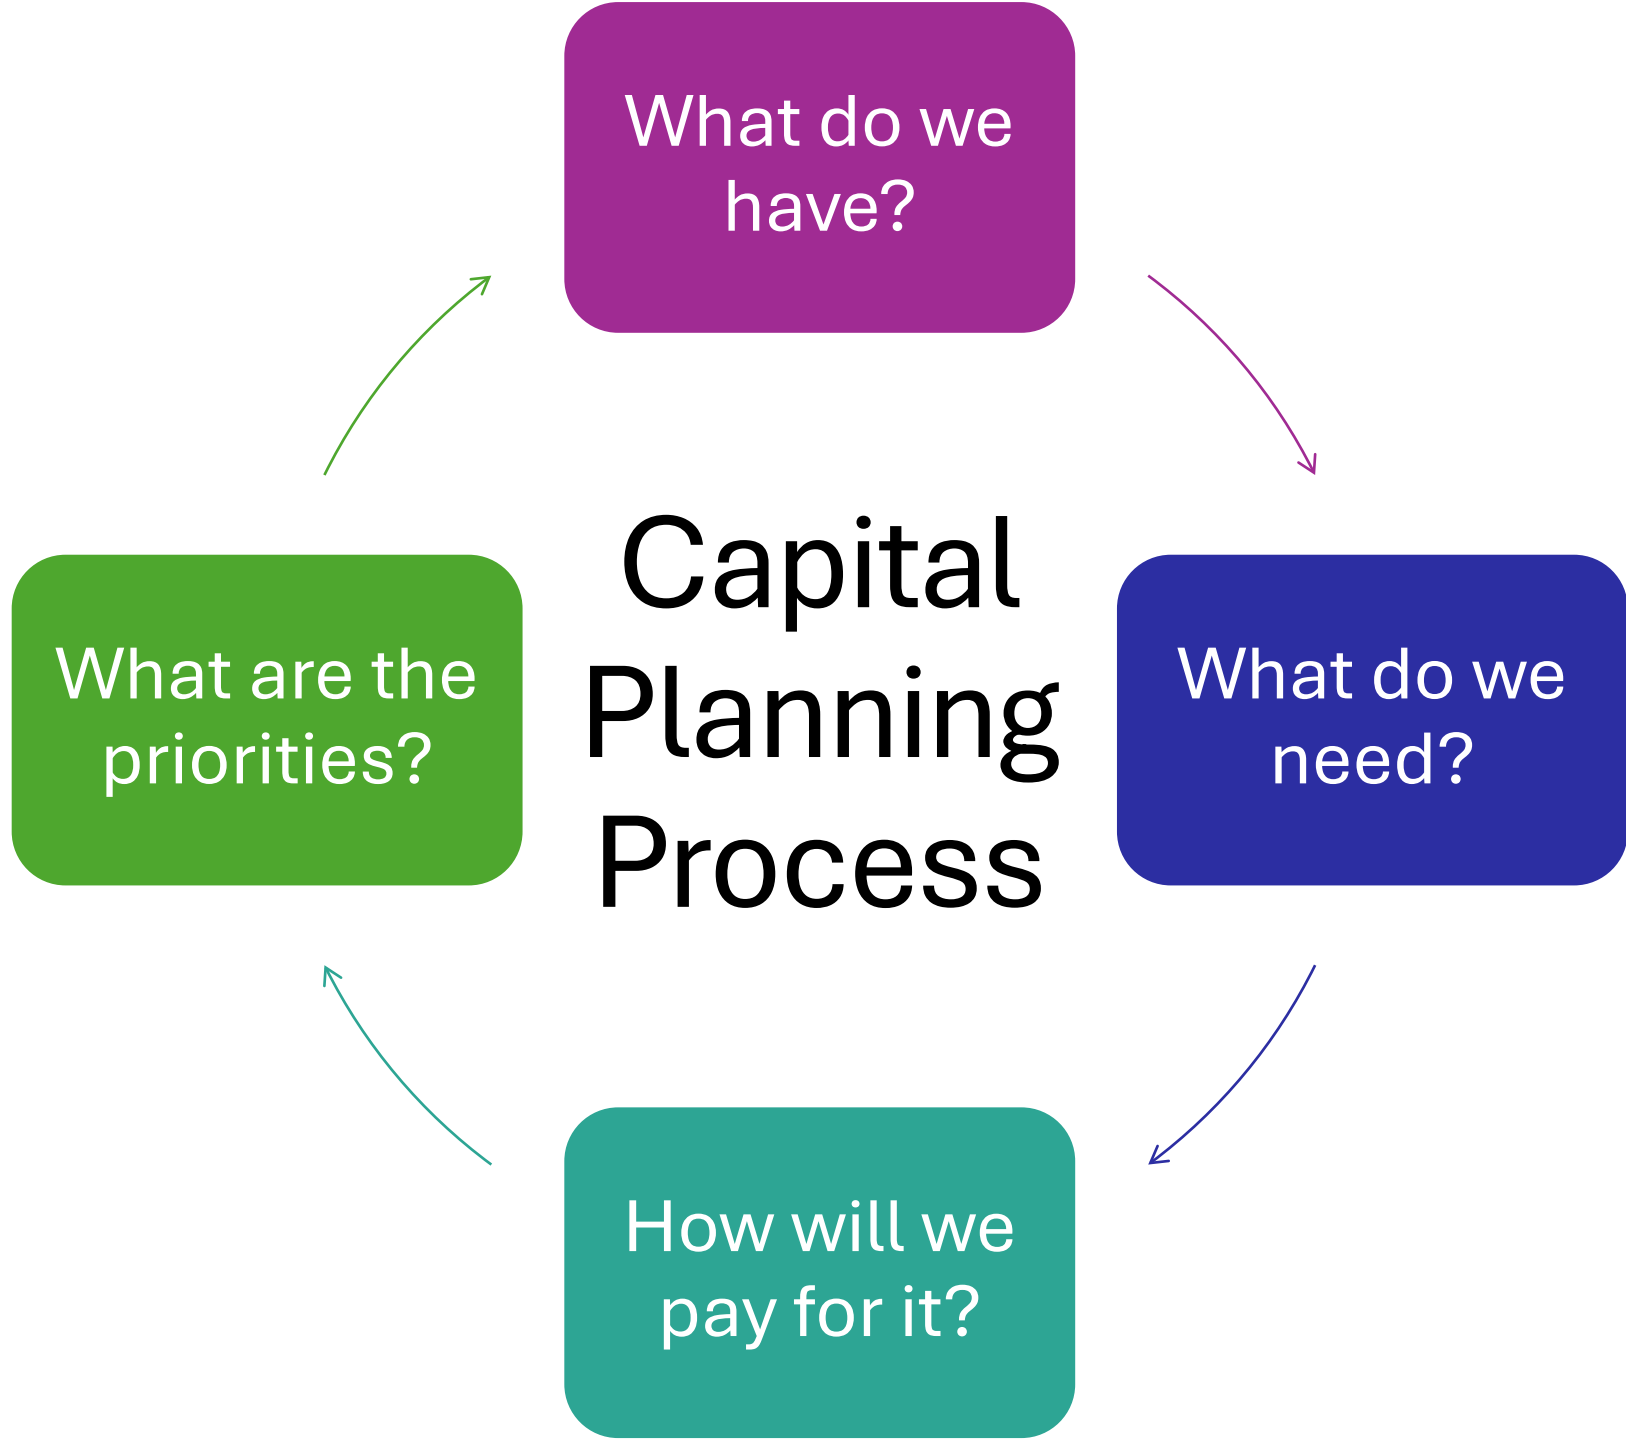 What do we
have?
What are the
priorities?
Capital
Planning
Process
What do we
need?
How will we
pay for it?